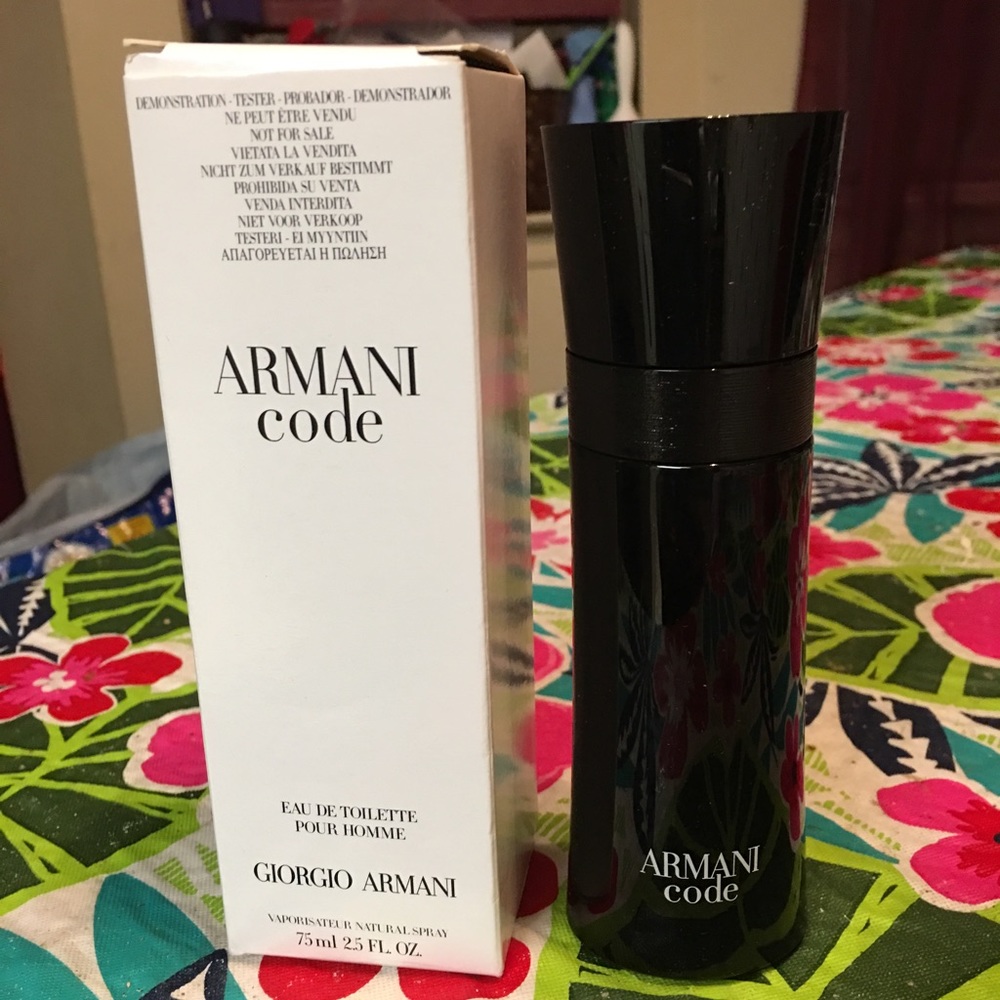 DEMONSTRATION - TESTER - PROBADOR - DEMONSTRADOR
NE PEUT ÊTRE VENDU
NOT FOR SALE
VIETATA LA VENDITA
NICHT ZUM VERKAUF BESTIMMT
PROHIBIDA SU VENTA
VENDA INTERDITA
NIET VOOR VERKOOP
TESTERI - EI MYYNTIIN
ΑΠΑΓΟΡΕΥΕΤΑΙ Η ΠΩΛΗΣΗ
ARMANI
code
EAU DE TOILETTE
POUR HOMME
GIORGIO ARMANI
VAPORISATEUR NATURAL SPRAY
75 ml 2.5 FL. OZ.
ARMANI
code